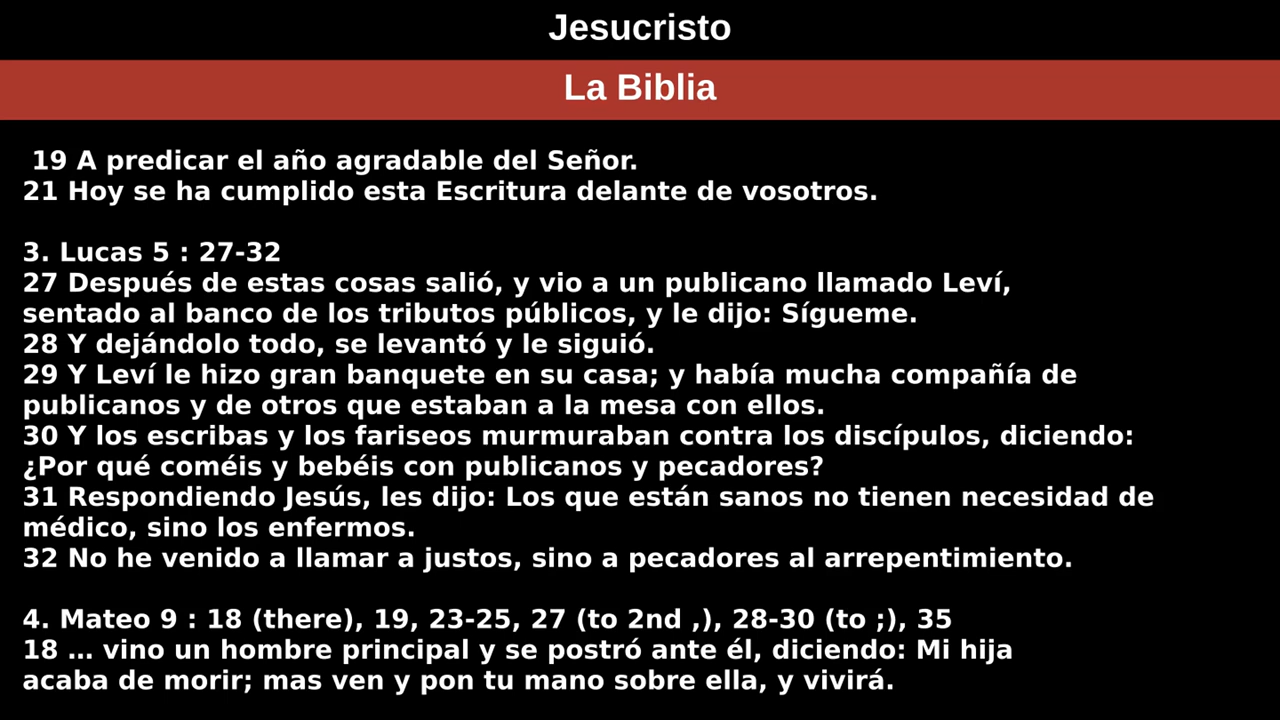 Jesucristo
La Biblia
19 A predicar el año agradable del Señor.
21 Hoy se ha cumplido esta Escritura delante de vosotros.
3. Lucas 5 : 27-32
27 Después de estas cosas salió, y vio a un publicano llamado Leví,
sentado al banco de los tributos públicos, y le dijo: Sígueme.
28 Y dejándolo todo, se levantó y le siguió.
29 Y Leví le hizo gran banquete en su casa; y había mucha compañía de
publicanos y de otros que estaban a la mesa con ellos.
30 Y los escribas y los fariseos murmuraban contra los discípulos, diciendo:
¿Por qué coméis y bebéis con publicanos y pecadores?
31 Respondiendo Jesús, les dijo: Los que están sanos no tienen necesidad de
médico, sino los enfermos.
32 No he venido a llamar a justos, sino a pecadores al arrepentimiento.
4. Mateo 9 : 18 (there), 19, 23-25, 27 (to 2nd ,), 28-30 (to ;), 35
18 … vino un hombre principal y se postró ante él, diciendo: Mi hija
acaba de morir; mas ven y pon tu mano sobre ella, y vivirá.